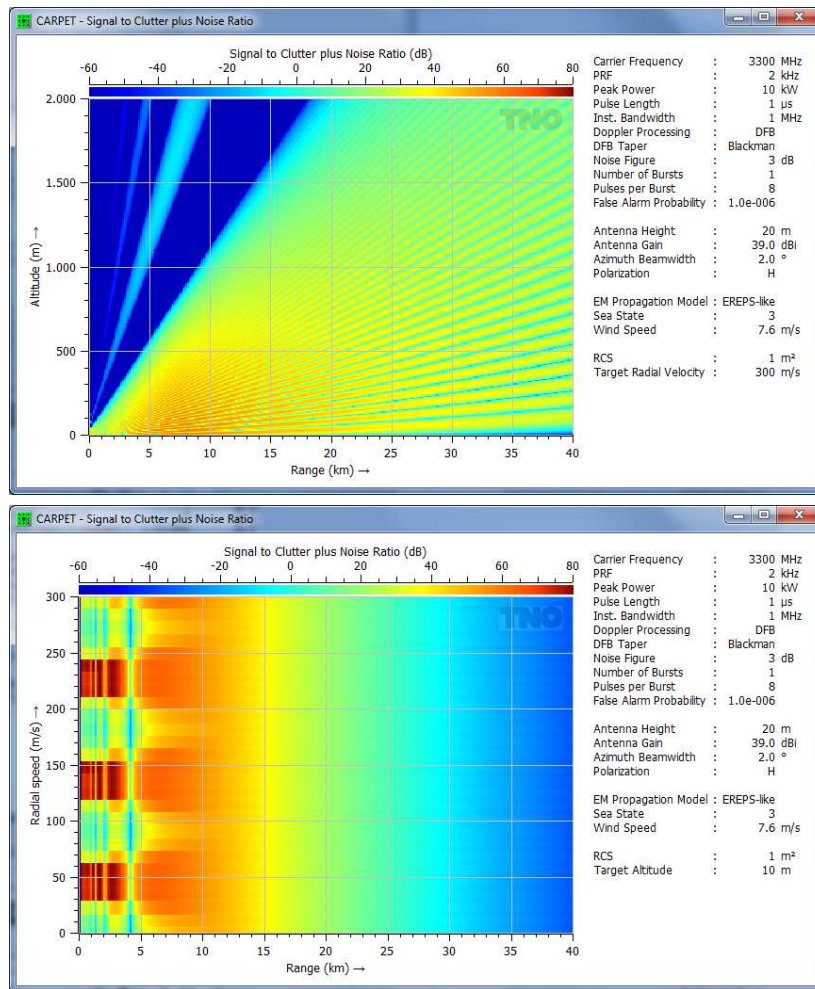 CARPET - Signal to Clutter plus Noise Ratio
Signal to Clutter plus Noise Ratio (dB)
-60 -40 -20 0 20 40 60 80
TNO
2.000
1.500
1.000
500
0
Altitude (m) →
0 5 10 15 20 25 30 35 40
Range (km) →
Carrier Frequency : 3300 MHz
PRF : 2 kHz
Peak Power : 10 kW
Pulse Length : 1 µs
Inst. Bandwidth : 1 MHz
Doppler Processing : DFB
DFB Taper : Blackman
Noise Figure : 3 dB
Number of Bursts : 1
Pulses per Burst : 8
False Alarm Probability : 1.0e-006
Antenna Height : 20 m
Antenna Gain : 39.0 dBi
Azimuth Beamwidth : 2.0 °
Polarization : H
EM Propagation Model : EREPS-like
Sea State : 3
Wind Speed : 7.6 m/s
RCS : 1 m²
Target Radial Velocity : 300 m/s
CARPET - Signal to Clutter plus Noise Ratio
Signal to Clutter plus Noise Ratio (dB)
-60 -40 -20 0 20 40 60 80
TNO
300
250
200
150
100
50
0
Radial speed (m/s) →
0 5 10 15 20 25 30 35 40
Range (km) →
Carrier Frequency : 3300 MHz
PRF : 2 kHz
Peak Power : 10 kW
Pulse Length : 1 µs
Inst. Bandwidth : 1 MHz
Doppler Processing : DFB
DFB Taper : Blackman
Noise Figure : 3 dB
Number of Bursts : 1
Pulses per Burst : 8
False Alarm Probability : 1.0e-006
Antenna Height : 20 m
Antenna Gain : 39.0 dBi
Azimuth Beamwidth : 2.0 °
Polarization : H
EM Propagation Model : EREPS-like
Sea State : 3
Wind Speed : 7.6 m/s
RCS : 1 m²
Target Altitude : 10 m